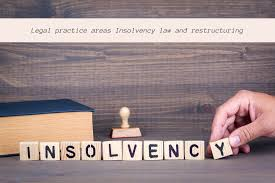 Legal practice areas Insolvency law and restructuring
INSOLVENCY